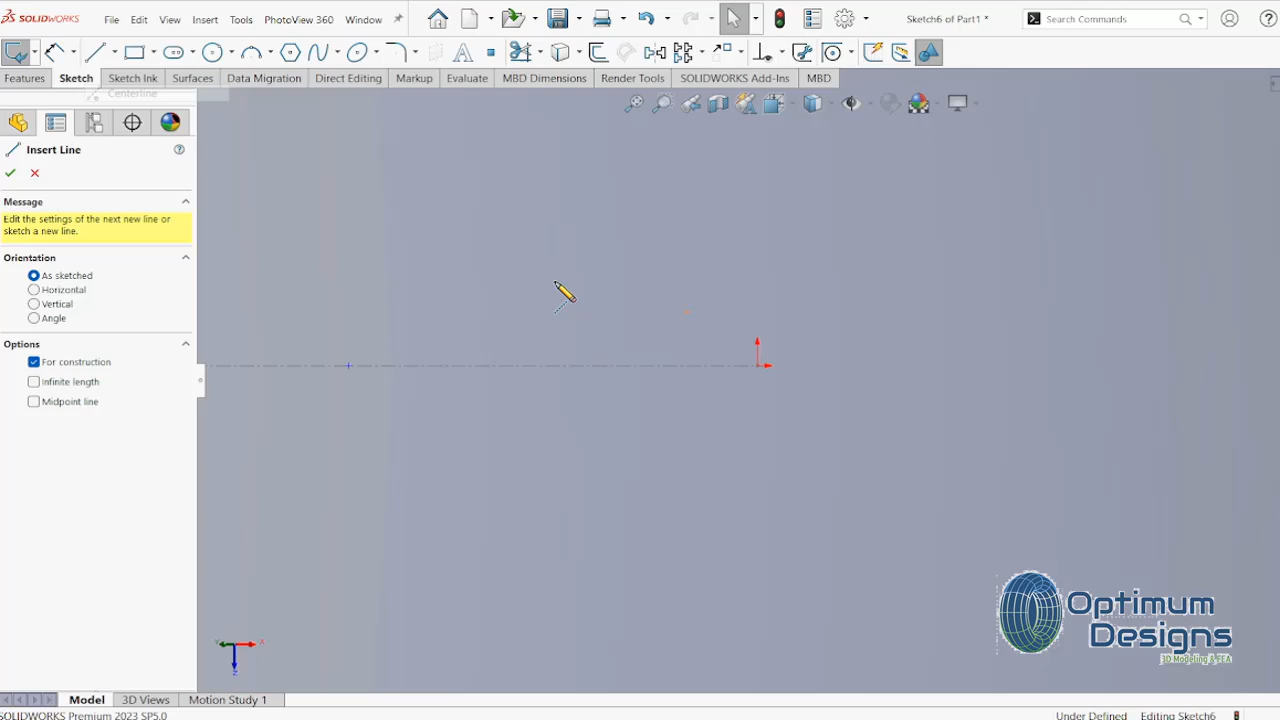 SOLIDWORKS File Edit View Insert Tools PhotoView 360 Window Sketch6 of Part1 * Search Commands
Features Sketch Sketch Ink Surfaces Data Migration Direct Editing Markup Evaluate MBD Dimensions Render Tools SOLIDWORKS Add-Ins MBD
Centerline
Insert Line
Message
Edit the settings of the next new line or
sketch a new line.
Orientation
As sketched
Horizontal
Vertical
Angle
Options
For construction
Infinite length
Midpoint line
Optimum
Designs
3D Modeling & FEA
X
Z
Model 3D Views Motion Study 1
SOLIDWORKS Premium 2023 SP5.0 Under Defined Editing Sketch6